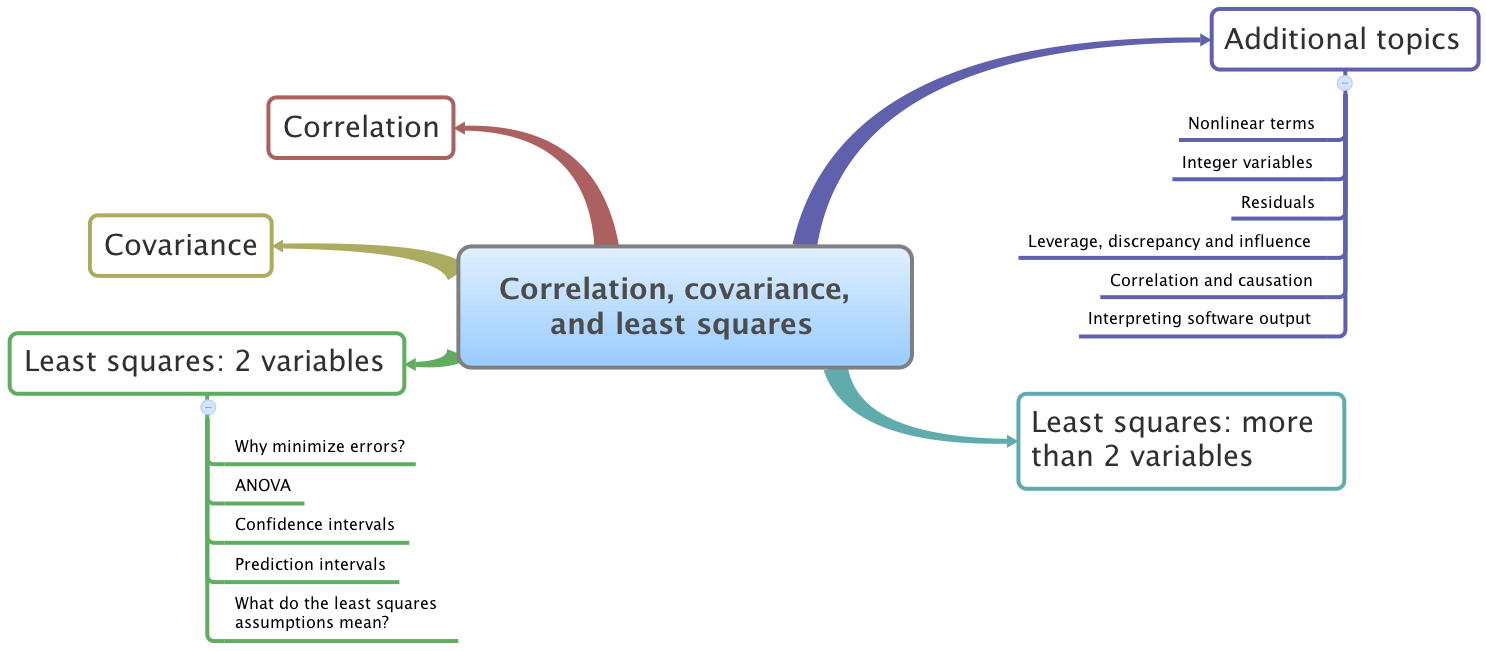 Additional topics
Nonlinear terms
Integer variables
Residuals
Leverage, discrepancy and influence
Correlation and causation
Interpreting software output
Correlation
Covariance
Correlation, covariance,
and least squares
Least squares: 2 variables
Why minimize errors?
ANOVA
Confidence intervals
Prediction intervals
What do the least squares
assumptions mean?
Least squares: more
than 2 variables